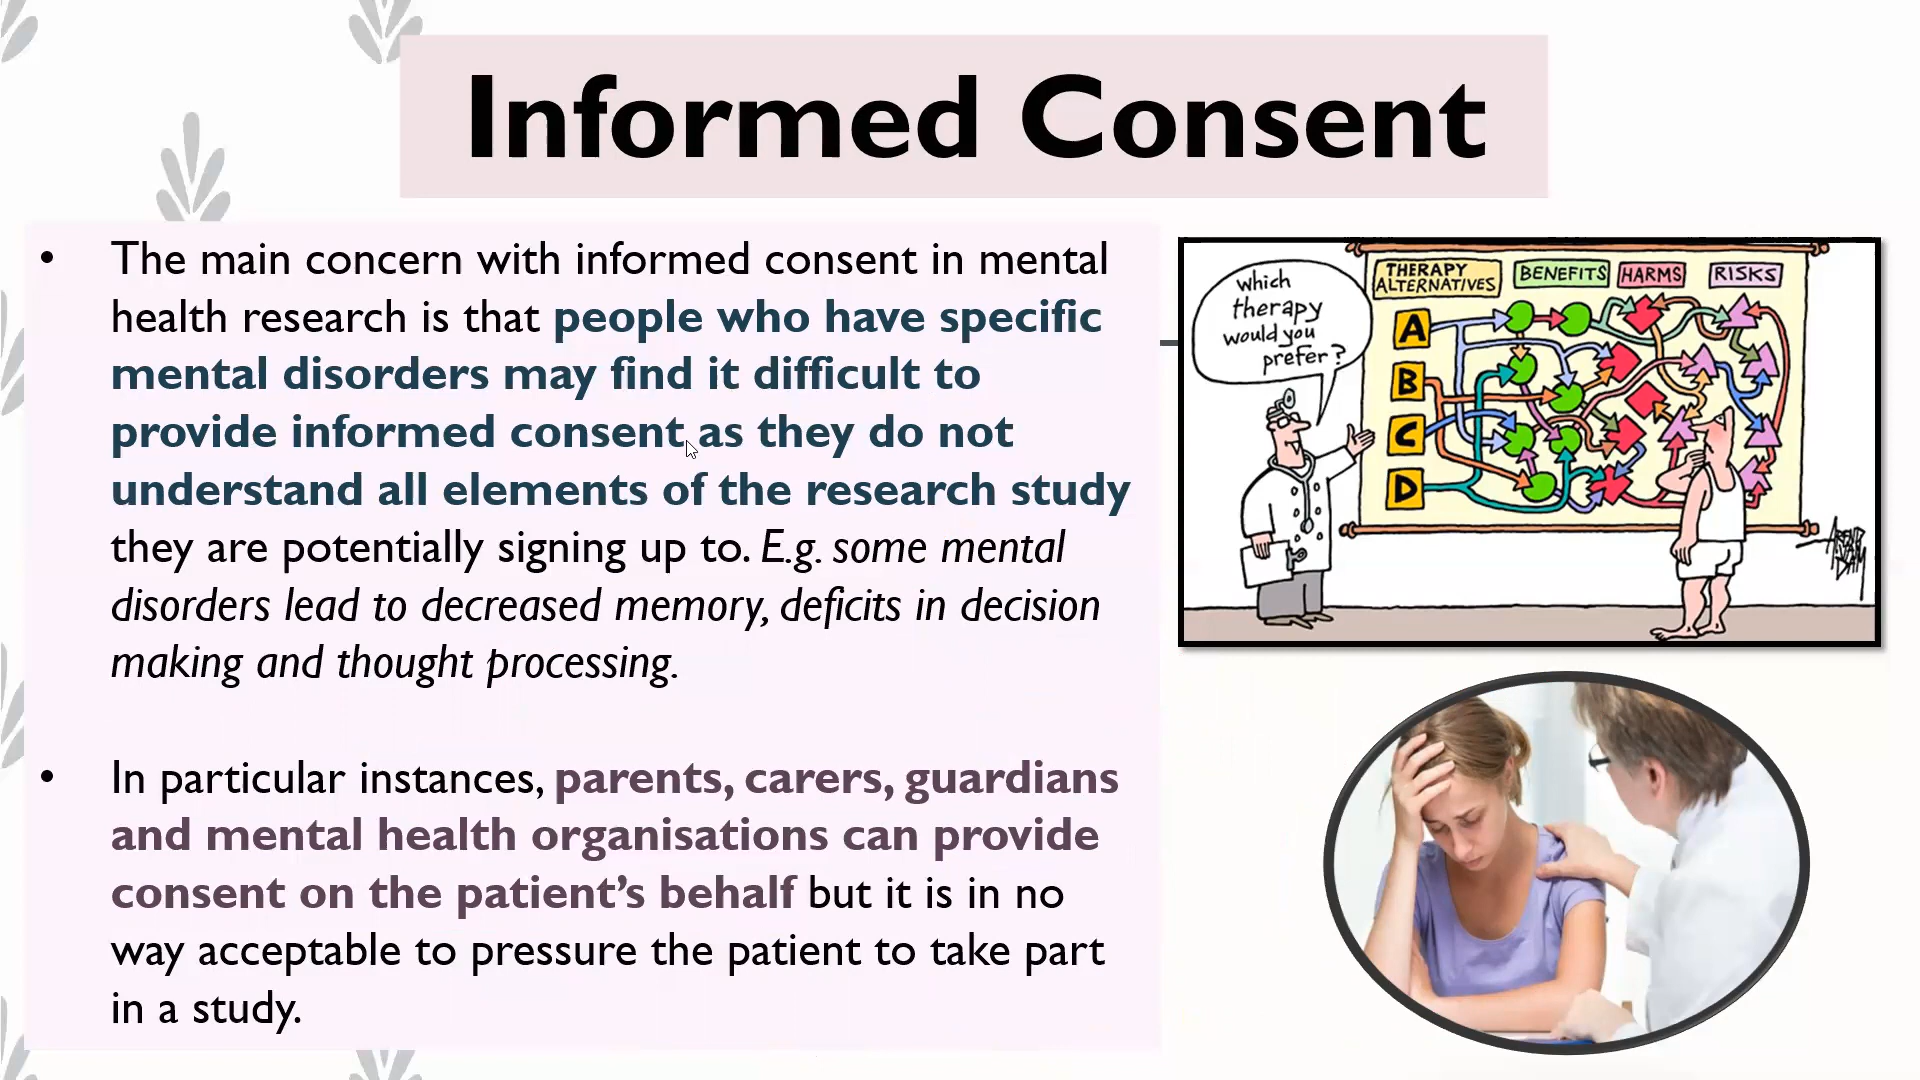 Informed Consent
• The main concern with informed consent in mental
health research is that people who have specific
mental disorders may find it difficult to
provide informed consent as they do not
understand all elements of the research study
they are potentially signing up to. E.g. some mental
disorders lead to decreased memory, deficits in decision
making and thought processing.
• In particular instances, parents, carers, guardians
and mental health organisations can provide
consent on the patient’s behalf but it is in no
way acceptable to pressure the patient to take part
in a study.
which
therapy
would you
prefer?
THERAPY
ALTERNATIVES
BENEFITS
HARMS
RISKS
A
B
C
D